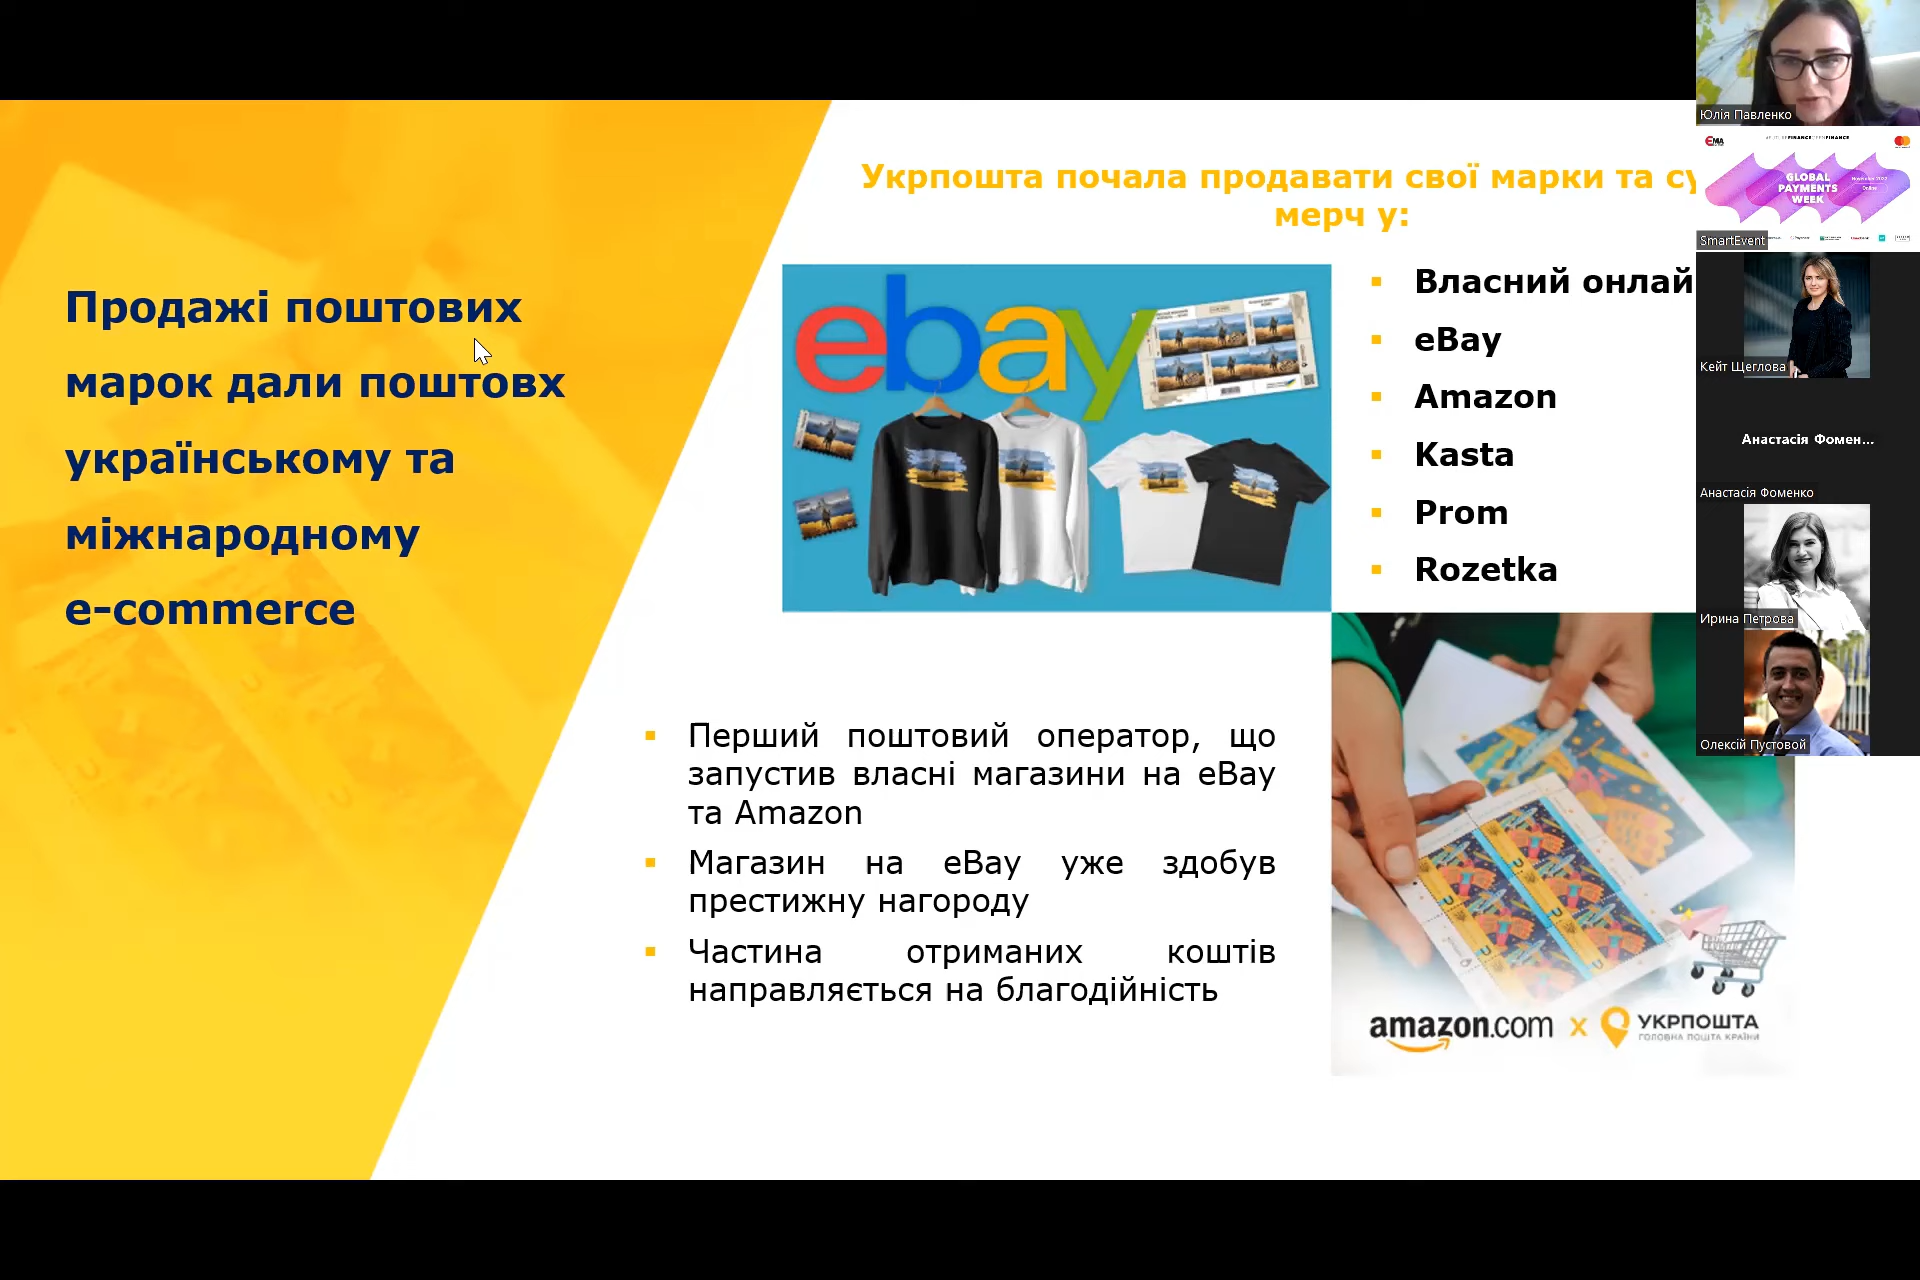 Продажі поштових
марок дали поштовх
українському та
міжнародному
e-commerce
Укрпошта почала продавати свої марки та
мерч у:
ebay
Власний
eBay
Amazon
Kasta
Prom
Rozetka
Перший поштовий оператор, що
запустив власні магазини на eBay
та Amazon
Магазин на eBay уже здобув
престижну нагороду
Частина отриманих коштів
направляється на благодійність
amazon.com x УКРПОШТА
ГОЛОВНА ПОШТА КРАЇНИ
Юлія Павленко
EMA
GLOBAL
PAYMENTS
WEEK
Online
SmartEvent
Кейт Щеглова
Анастасія Фомен...
Анастасія Фоменко
Ирина Петрова
Олексій Пустовой